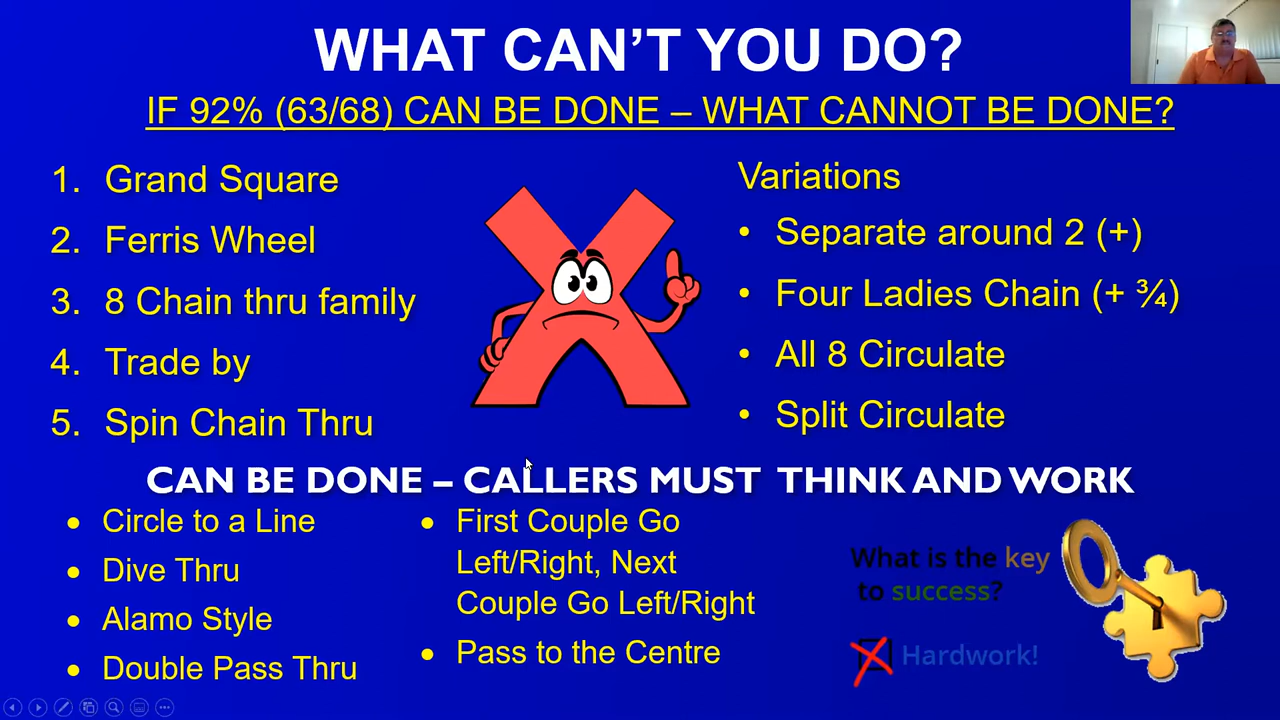 WHAT CAN'T YOU DO?
IF 92% (63/68) CAN BE DONE – WHAT CANNOT BE DONE?
1. Grand Square
2. Ferris Wheel
3. 8 Chain thru family
4. Trade by
5. Spin Chain Thru
Variations
• Separate around 2 (+)
• Four Ladies Chain (+ ¾)
• All 8 Circulate
• Split Circulate
CAN BE DONE – CALLERS MUST THINK AND WORK
• Circle to a Line
• Dive Thru
• Alamo Style
• Double Pass Thru
• First Couple Go
Left/Right, Next
Couple Go Left/Right
• Pass to the Centre
What is the key
to success?
Hardwork!